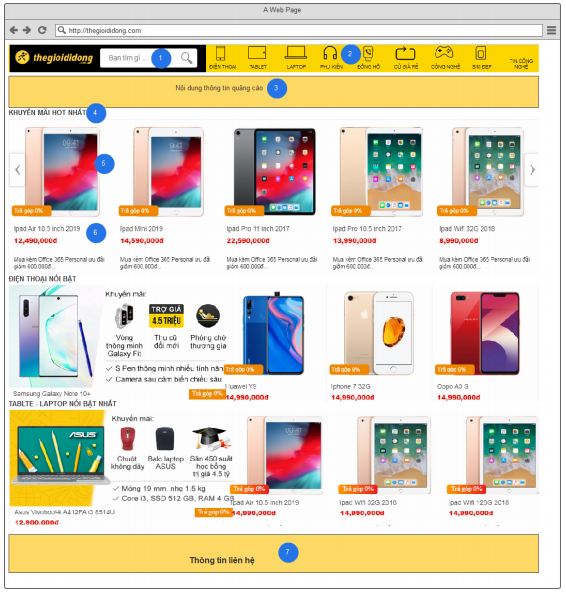 A Web Page
http://thegioididong.com
thegioididong
Bạn tìm gì ...
1
2
ĐIỆN THOẠI
TABLET
LAPTOP
PHỤ KIỆN
ĐỒNG HỒ
CŨ GIÁ RẺ
CÔNG NGHỆ
SIM ĐẸP
TIN CÔNG
NGHỆ
Nội dung thông tin quảng cáo
3
KHUYẾN MÃI HOT NHẤT
4
5
Trả góp 0%
Trả góp 0%
Trả góp 0%
Trả góp 0%
Trả góp 0%
6
Ipad Air 10.5 inch 2019
Ipad Mini 2019
Ipad Pro 11 inch 2017
Ipad Pro 10.5 inch 2017
Ipad Wif 32G 2018
12,490,000đ
14,590,000đ
22,590,000đ
13,990,000đ
8,990,000đ
Mua kèm Office 365 Personal ưu đãi
giảm 600.000đ...
Mua kèm Office 365 Personal ưu đãi
giảm 600.000đ...
Mua kèm Office 365 Personal ưu đãi
giảm 600.000đ...
Mua kèm Office 365 Personal ưu đãi
giảm 600.000đ...
Mua kèm Office 365 Personal ưu đãi
giảm 600.000đ...
ĐIỆN THOẠI NỔI BẬT
Khuyến mãi:
TRỢ GIÁ
4.5 TRIỆU
Vòng
thông minh
Galaxy Fit
Thu cũ
đổi mới
Phòng chờ
thương gia
S Pen thông minh nhiều tính năn
Camera sau cảm biến chiều sâu
Trả góp 0%
Samsung Galaxy Note 10+
Trả góp 0%
Trả góp 0%
Trả góp 0%
Huawei Y9
Iphone 7 32G
Oppo A3 S
14,990,000đ
14,990,000đ
14,990,000đ
TABLTE - LAPTOP NỔI BẬT NHẤT
ASUS
Khuyến mãi:
Chuột
không dây
Balo laptop
ASUS
Săn 450 suất
học bổng
trị giá 4.5 tỷ
Mỏng 19 mm, nhẹ 1.5 kg
Core i3, SSD 512 GB, RAM 4 GB
Trả góp 0%
Asus VivoBook
12,900,000đ
Trả góp 0%
Trả góp 0%
Trả góp 0%
Ipad Air 10.5 inch 2019
Ipad Wifi 32G 2018
Ipad Wifi 128G 2018
14,990,000đ
14,990,000đ
14,990,000đ
7
Thông tin liên hệ